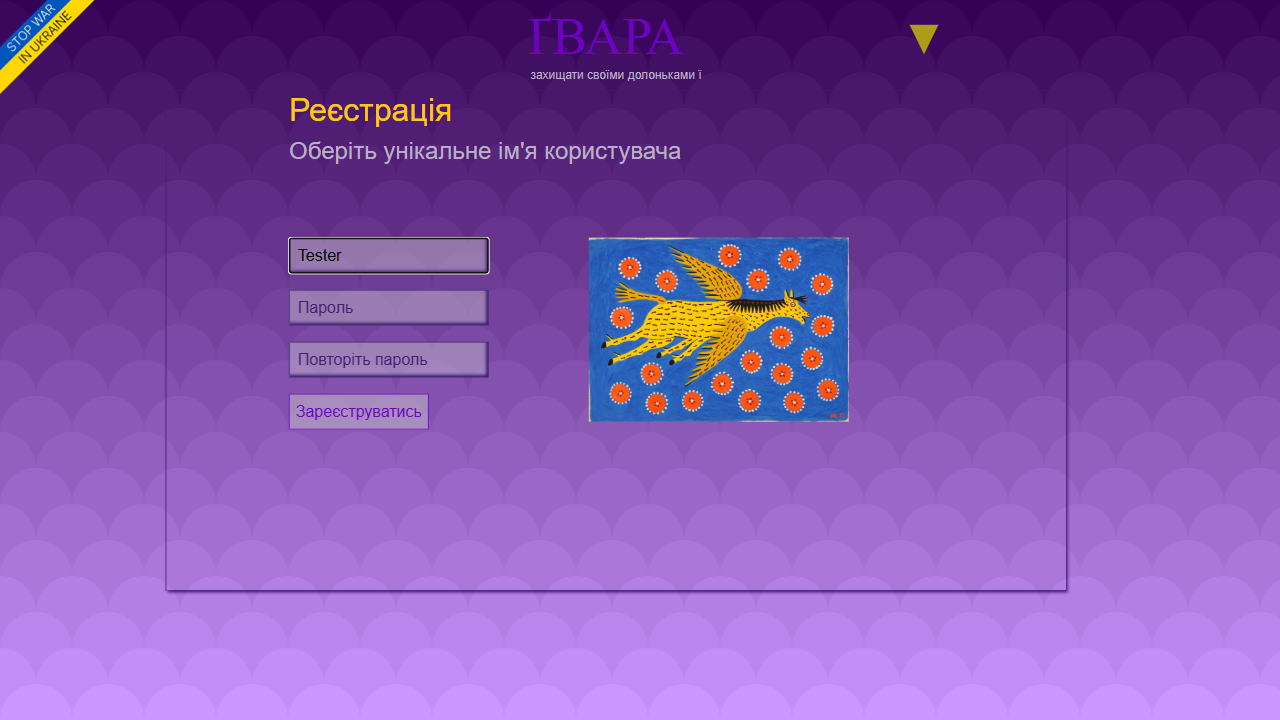 STOP WAR
IN UKRAINE
ҐВАРА
захищати своїми долоньками ї
Реєстрація
Оберіть унікальне ім'я користувача
Tester
Пароль
Повторіть пароль
Зареєструватись